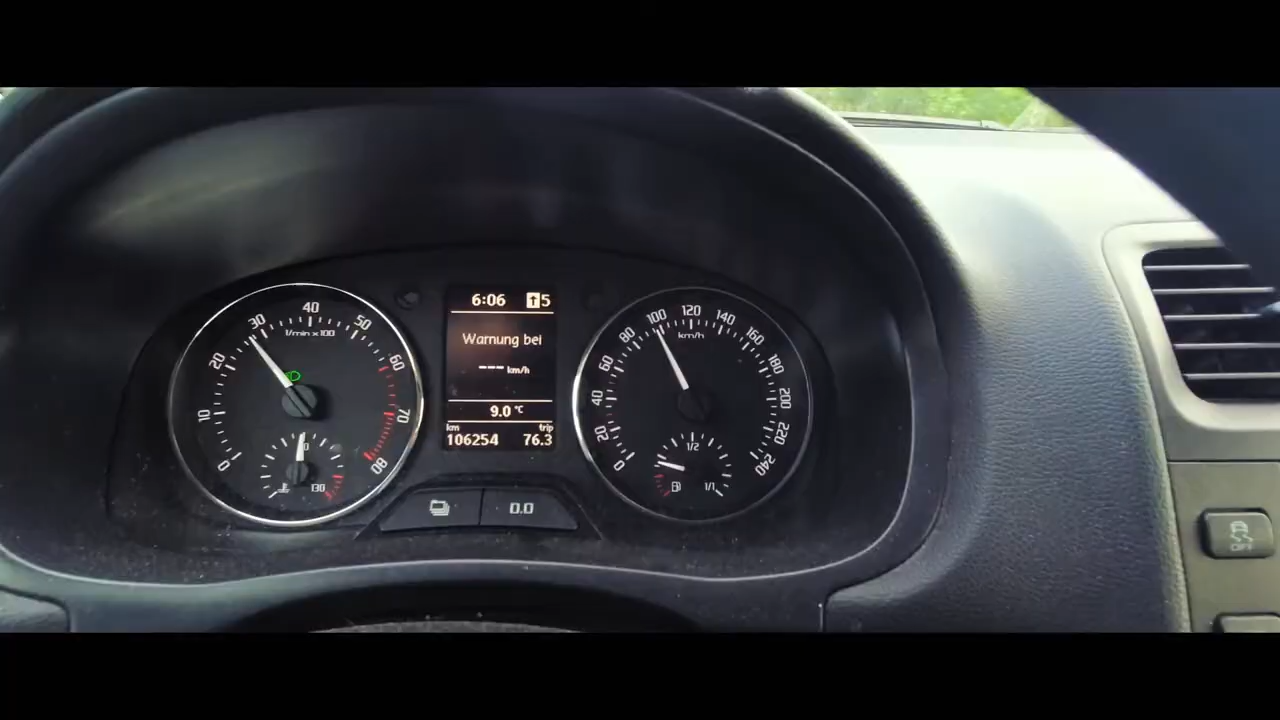 6:06 5
Warnung bei
--- km/h
9.0 °C
km trip
106254 76.3
0 10 20 30 40 50 60 70 80
1/min x 100
130
0 20 40 60 80 100 120 140 160 180 200 220 240
km/h
1/2
1/1
0.0
OFF